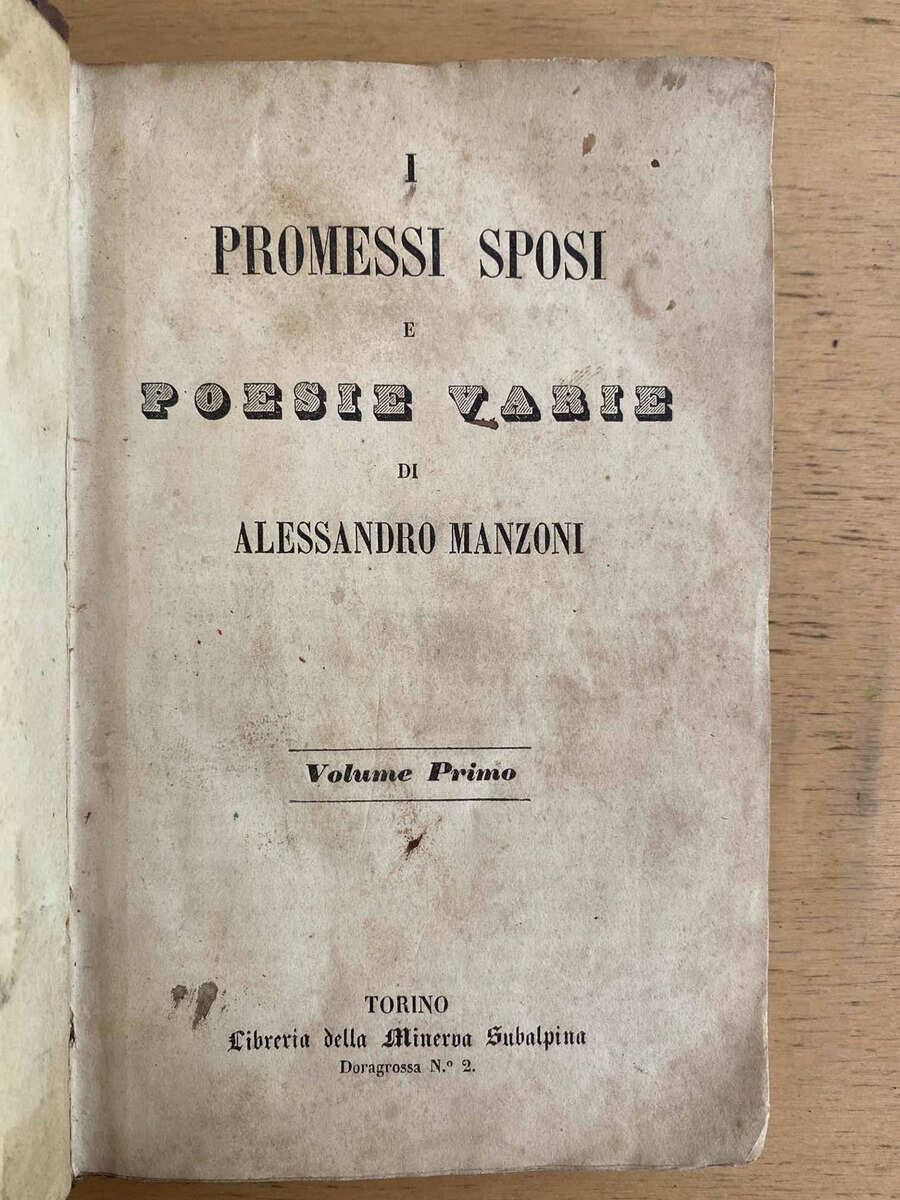 I
PROMESSI SPOSI
E
POESIE VARIE
DI
ALESSANDRO MANZONI
Volume Primo
TORINO
Libreria della Minerva Subalpina
Doragrossa N.º 2.